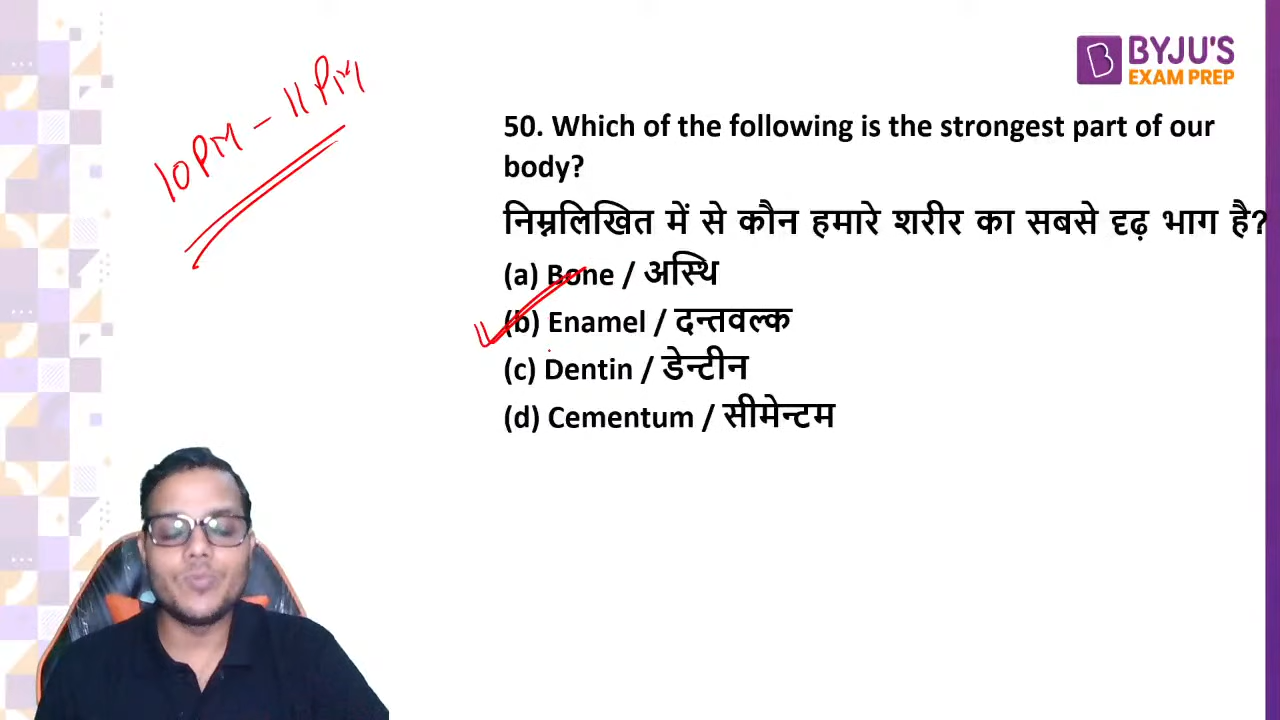 BYJU'S
EXAM PREP
10PM - 11PM
50. Which of the following is the strongest part of our
body?
निम्नलिखित में से कौन हमारे शरीर का सबसे दृढ़ भाग है?
(a) Bone / अस्थि
(b) Enamel / दन्तवल्क
(c) Dentin / डेन्टीन
(d) Cementum / सीमेन्टम